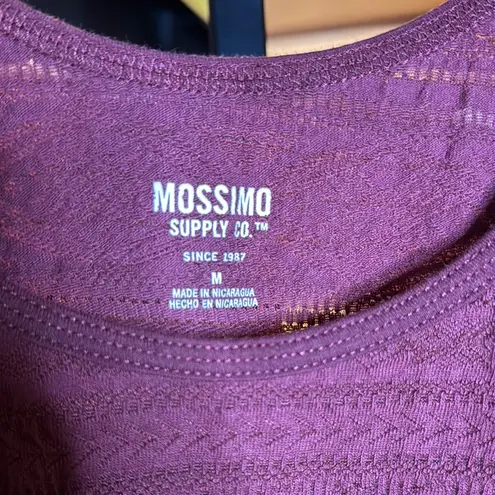 MOSSIMO
SUPPLY CO.™
SINCE 1987
M
MADE IN NICARAGUA
HECHO EN NICARAGUA